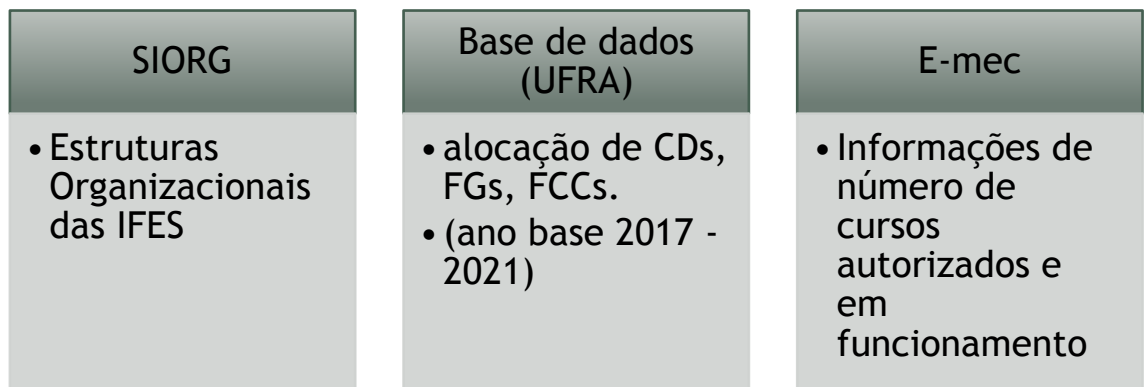 SIORG
• Estruturas
Organizacionais
das IFES
Base de dados
(UFRA)
• alocação de CDs,
FGs, FCCs.
• (ano base 2017 -
2021)
E-mec
• Informações de
número de
cursos
autorizados e
em
funcionamento